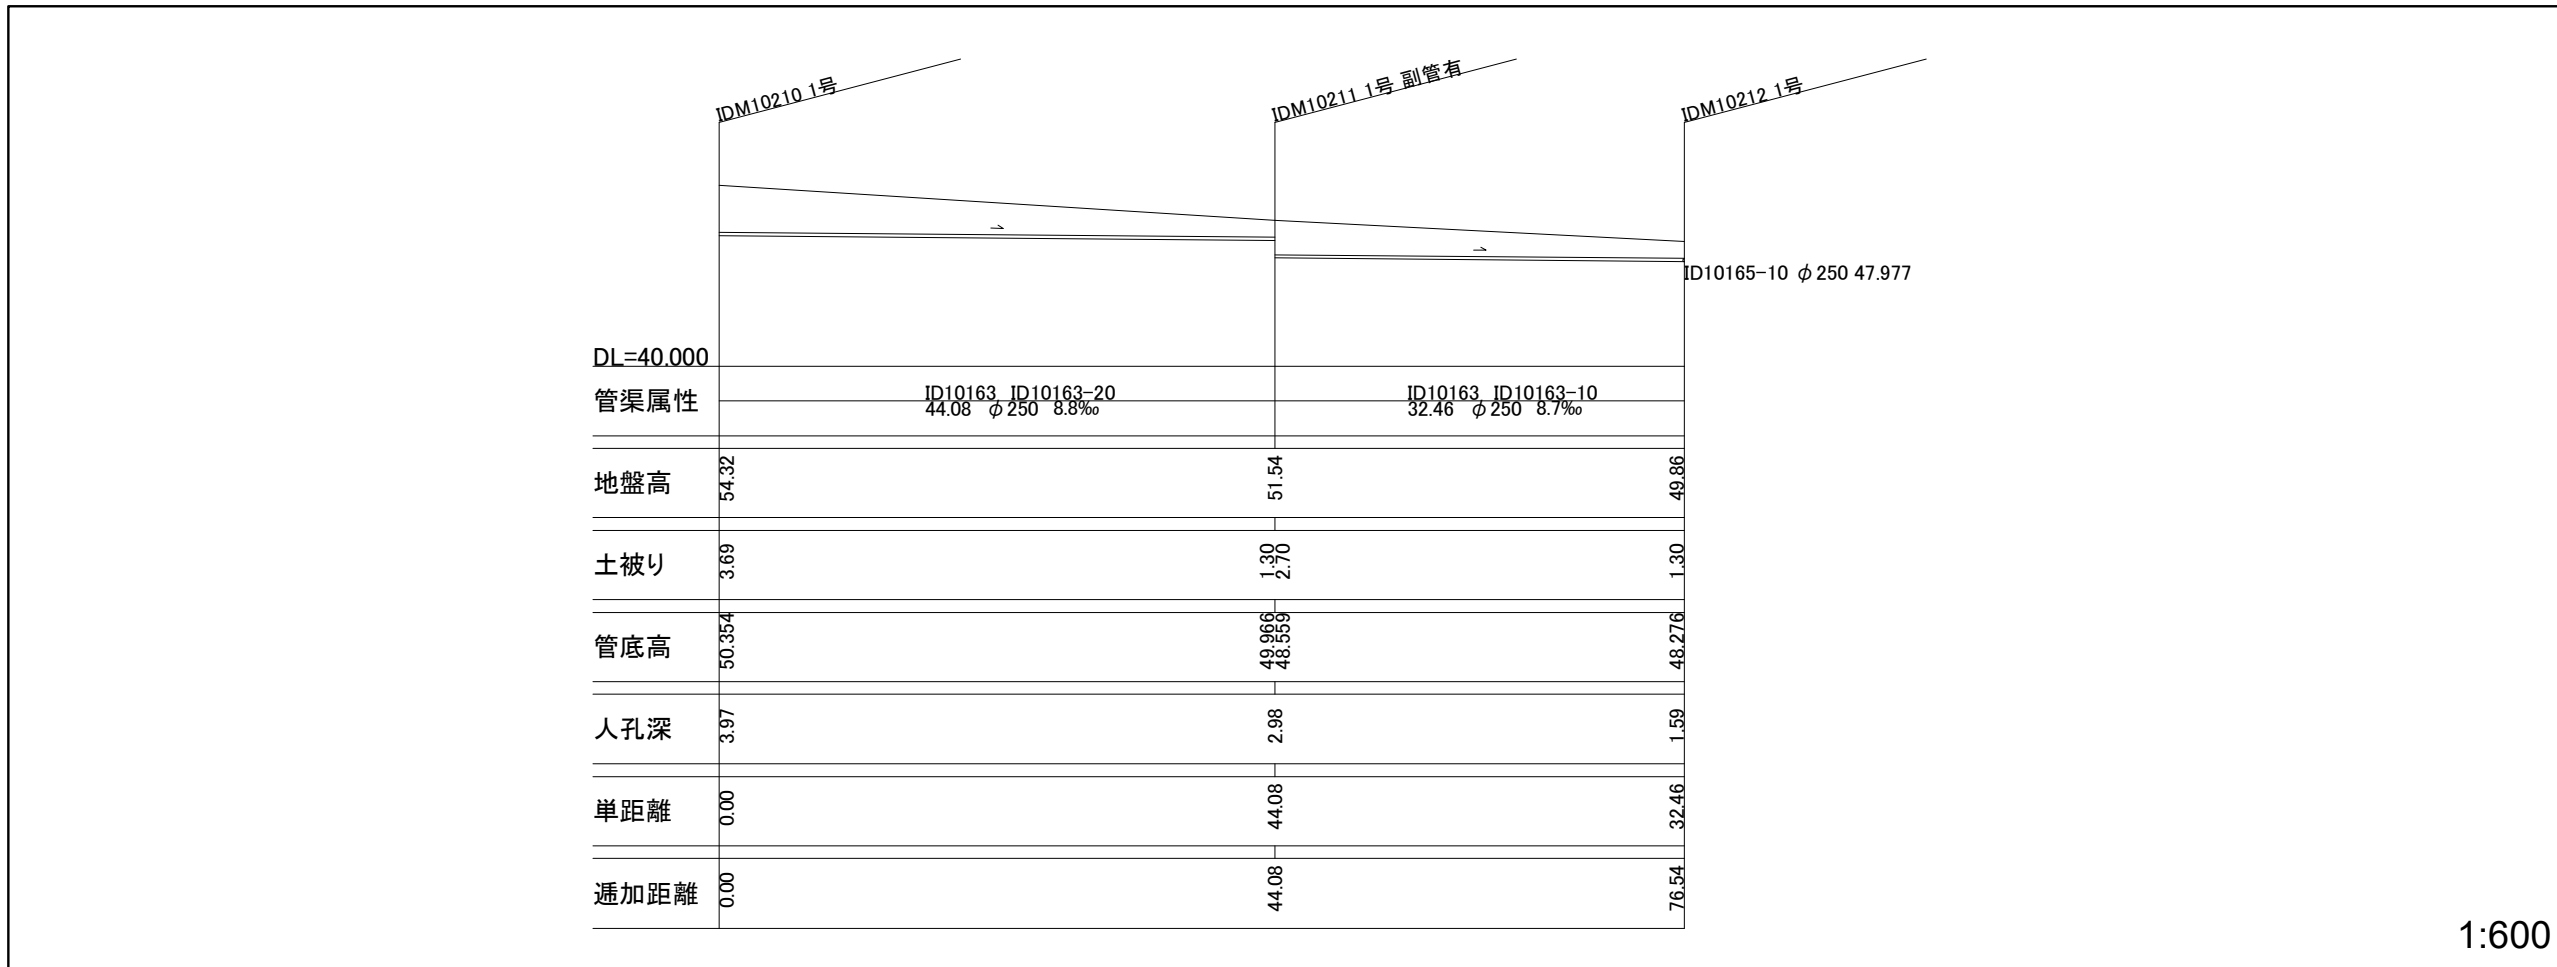 IDM10210 1号
IDM10211 1号 副管有
IDM10212 1号
ID10165-10 φ250 47.977
DL=40.000
管渠属性
ID10163 ID10163-20
44.08 φ250 8.8‰
ID10163 ID10163-10
32.46 φ250 8.7‰
地盤高
54.32
51.54
49.86
土被り
3.69
1.30
2.70
1.30
管底高
50.354
49.966
48.559
48.276
人孔深
3.97
2.98
1.59
単距離
0.00
44.08
32.46
逓加距離
0.00
44.08
76.54
1:600